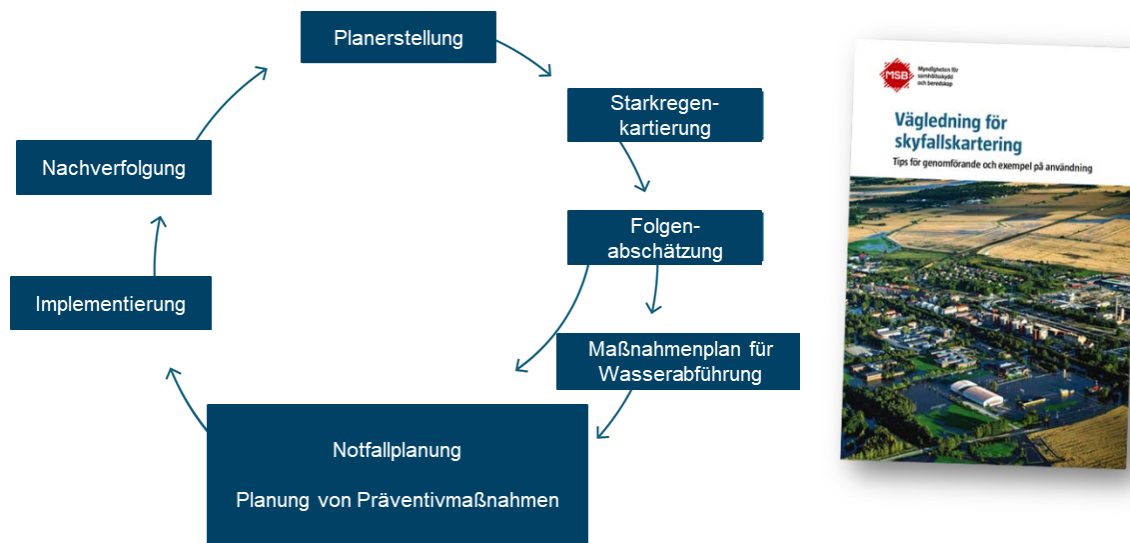 Planerstellung
Starkregen-
kartierung
Folgen-
abschätzung
Maßnahmenplan für
Wasserabführung
Notfallplanung
Planung von Präventivmaßnahmen
Implementierung
Nachverfolgung
MSB
Myndigheten för
samhällsskydd
och beredskap
Vägledning för
skyfallskartering
Tips för genomförande och exempel på användning